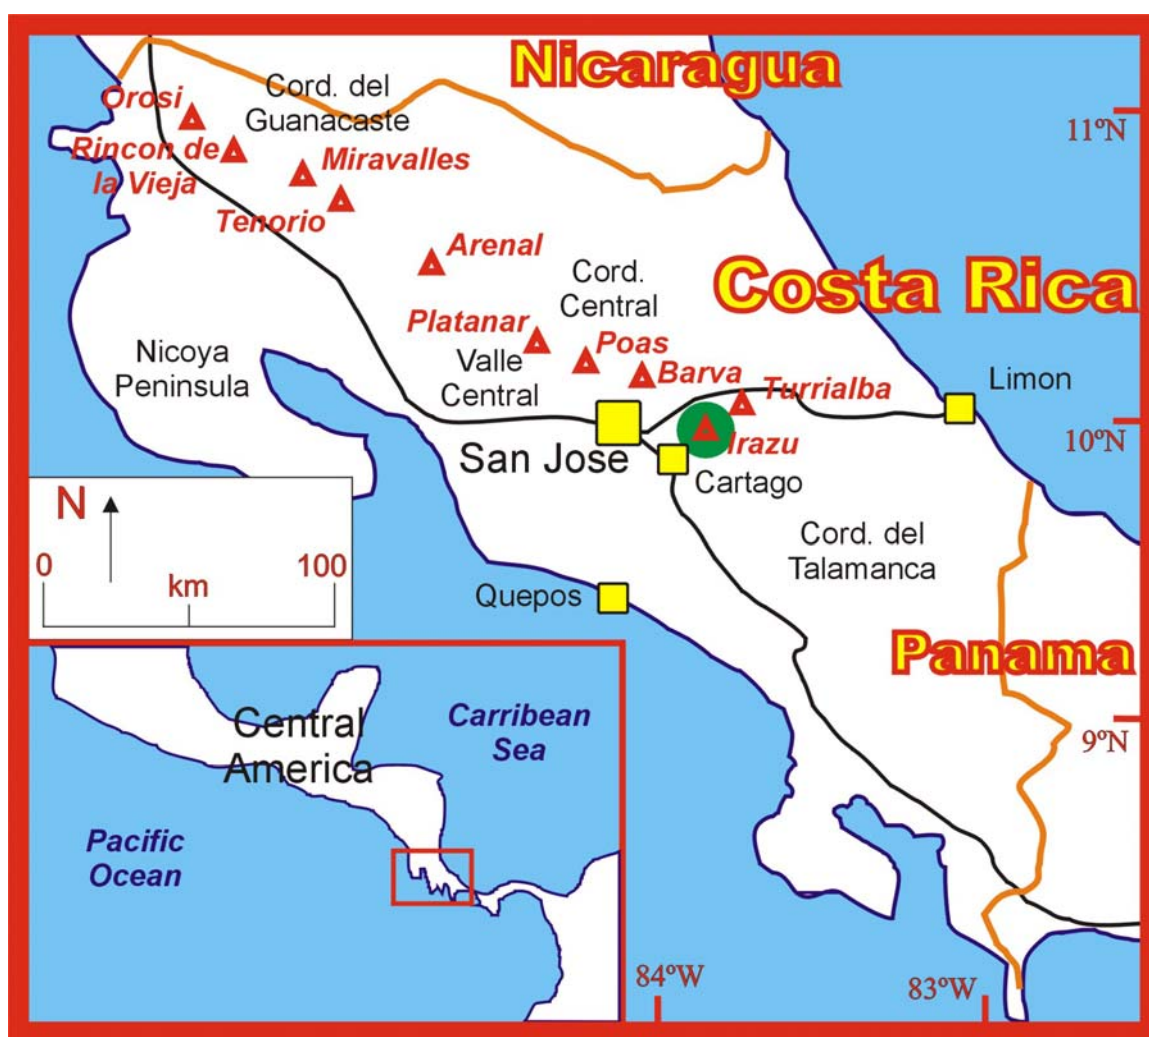 Nicaragua
Cord. del
Guanacaste
Orosi
11ºN
Rincon de
la Vieja
Miravalles
Tenorio
Arenal
Cord.
Central
Costa Rica
Platanar
Poas
Nicoya
Peninsula
Valle
Central
Barva
Turrialba
Limon
10ºN
Irazu
San Jose
Cartago
N
0
km
100
Cord. del
Talamanca
Quepos
Panama
Central
America
Carribean
Sea
9ºN
Pacific
Ocean
84ºW
83ºW